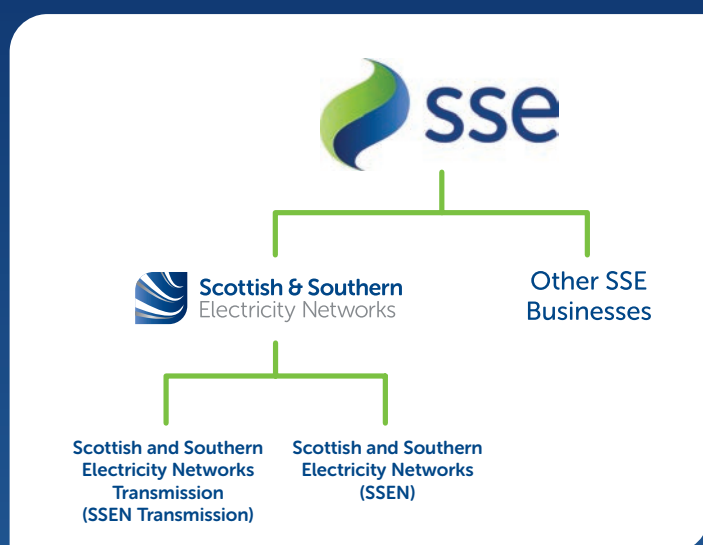 sse
Scottish & Southern
Electricity Networks
Other SSE
Businesses
Scottish and Southern
Electricity Networks
Transmission
(SSEN Transmission)
Scottish and Southern
Electricity Networks
(SSEN)